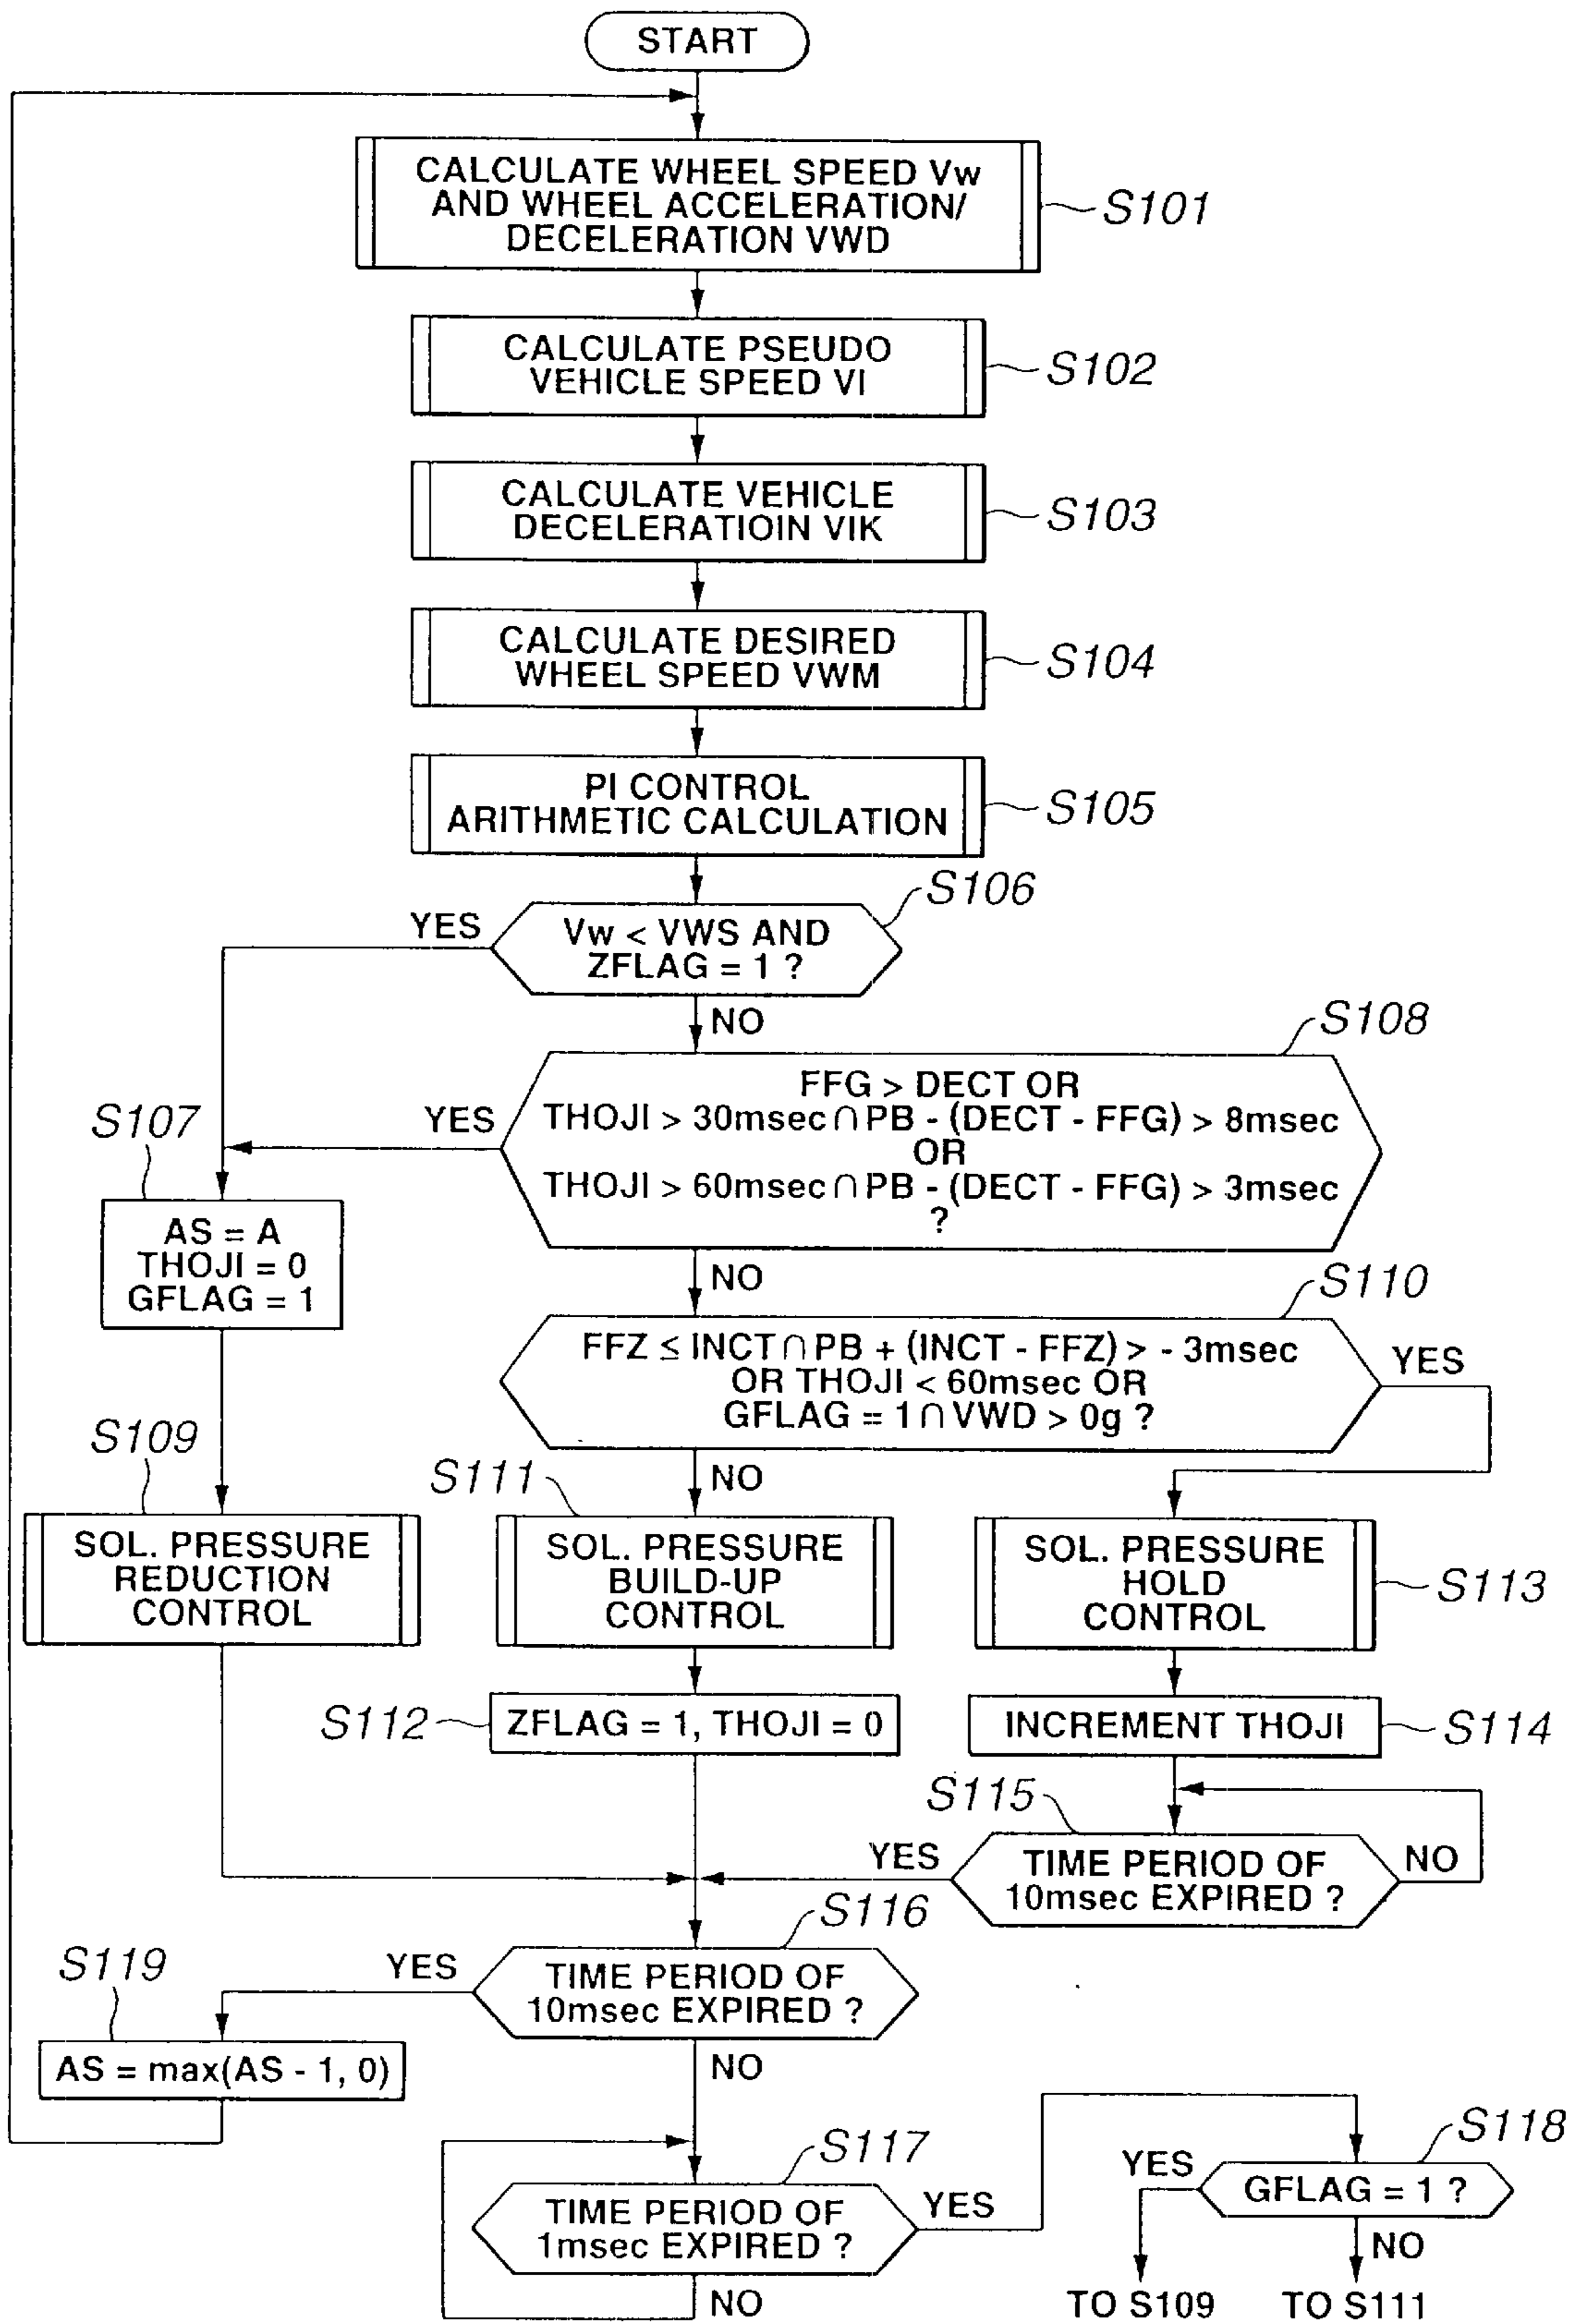 START
CALCULATE WHEEL SPEED Vw
AND WHEEL ACCELERATION/
DECELERATION VWD
S101
CALCULATE PSEUDO
VEHICLE SPEED VI
S102
CALCULATE VEHICLE
DECELERATIOIN VIK
S103
CALCULATE DESIRED
WHEEL SPEED VWM
S104
PI CONTROL
ARITHMETIC CALCULATION
S105
S106
YES
Vw < VWS AND
ZFLAG = 1 ?
NO
S108
FFG > DECT OR
THOJI > 30msec∩PB - (DECT - FFG) > 8msec
OR
THOJI > 60msec∩PB - (DECT - FFG) > 3msec
?
YES
S107
AS = A
THOJI = 0
GFLAG = 1
NO
S110
FFZ ≤ INCT∩PB + (INCT - FFZ) > - 3msec
OR THOJI < 60msec OR
GFLAG = 1∩VWD > 0g ?
YES
S109
S111
NO
SOL. PRESSURE
REDUCTION
CONTROL
SOL. PRESSURE
BUILD-UP
CONTROL
SOL. PRESSURE
HOLD
CONTROL
S113
S112
ZFLAG = 1, THOJI = 0
INCREMENT THOJI
S114
S115
YES
TIME PERIOD OF
10msec EXPIRED ?
NO
S116
S119
YES
TIME PERIOD OF
10msec EXPIRED ?
AS = max(AS - 1, 0)
NO
S117
S118
TIME PERIOD OF
1msec EXPIRED ?
YES
NO
YES
GFLAG = 1 ?
NO
TO S109
TO S111